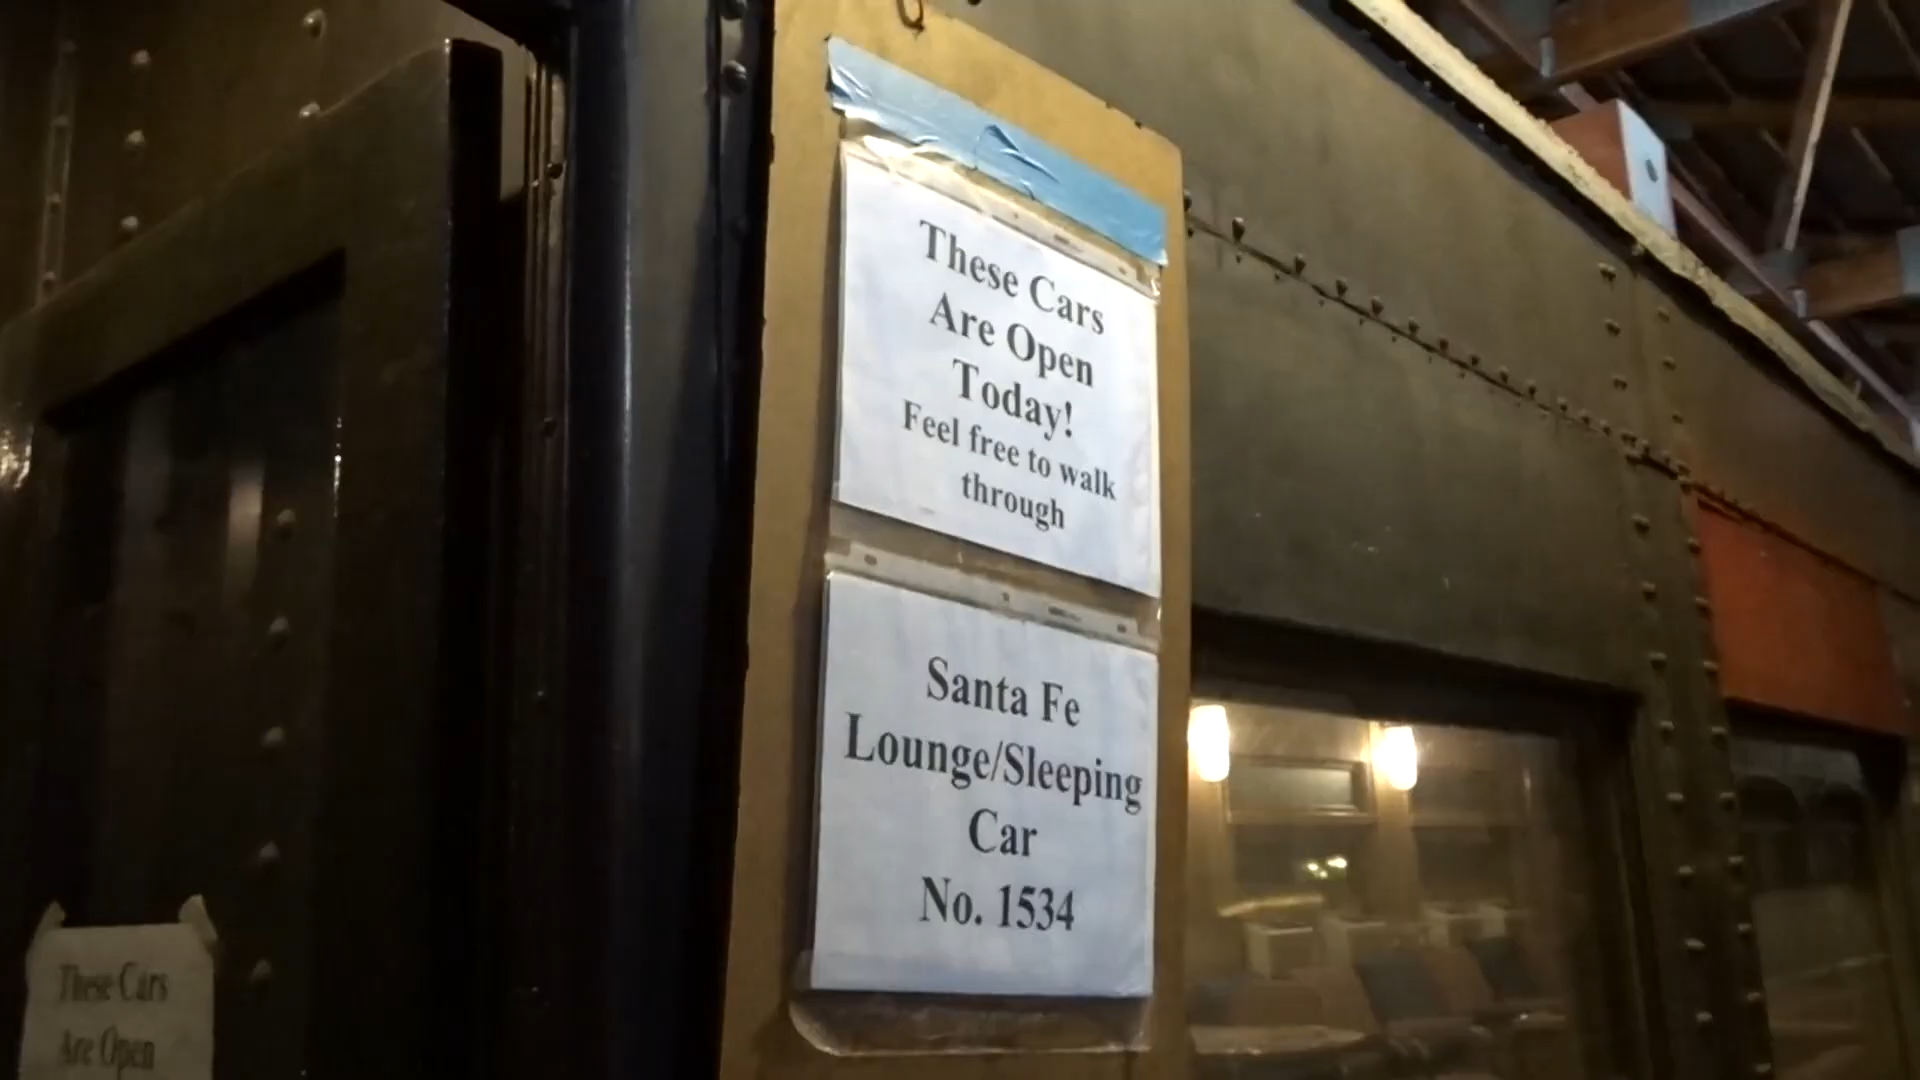 These Cars
Are Open
Today!
Feel free to walk
through
Santa Fe
Lounge/Sleeping
Car
No. 1534
These Cars
Are Open